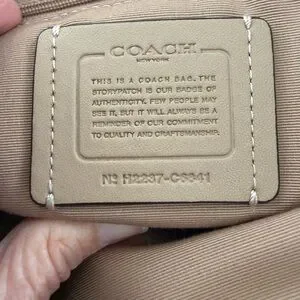 COACH
NEW YORK
THIS IS A COACH BAG. THE
STORYPATCH IS OUR BADGE OF
AUTHENTICITY. FEW PEOPLE MAY
SEE IT, BUT IT WILL ALWAYS BE A
REMINDER OF OUR COMMITMENT
TO QUALITY AND CRAFTSMANSHIP.
Nº H2237-C6841